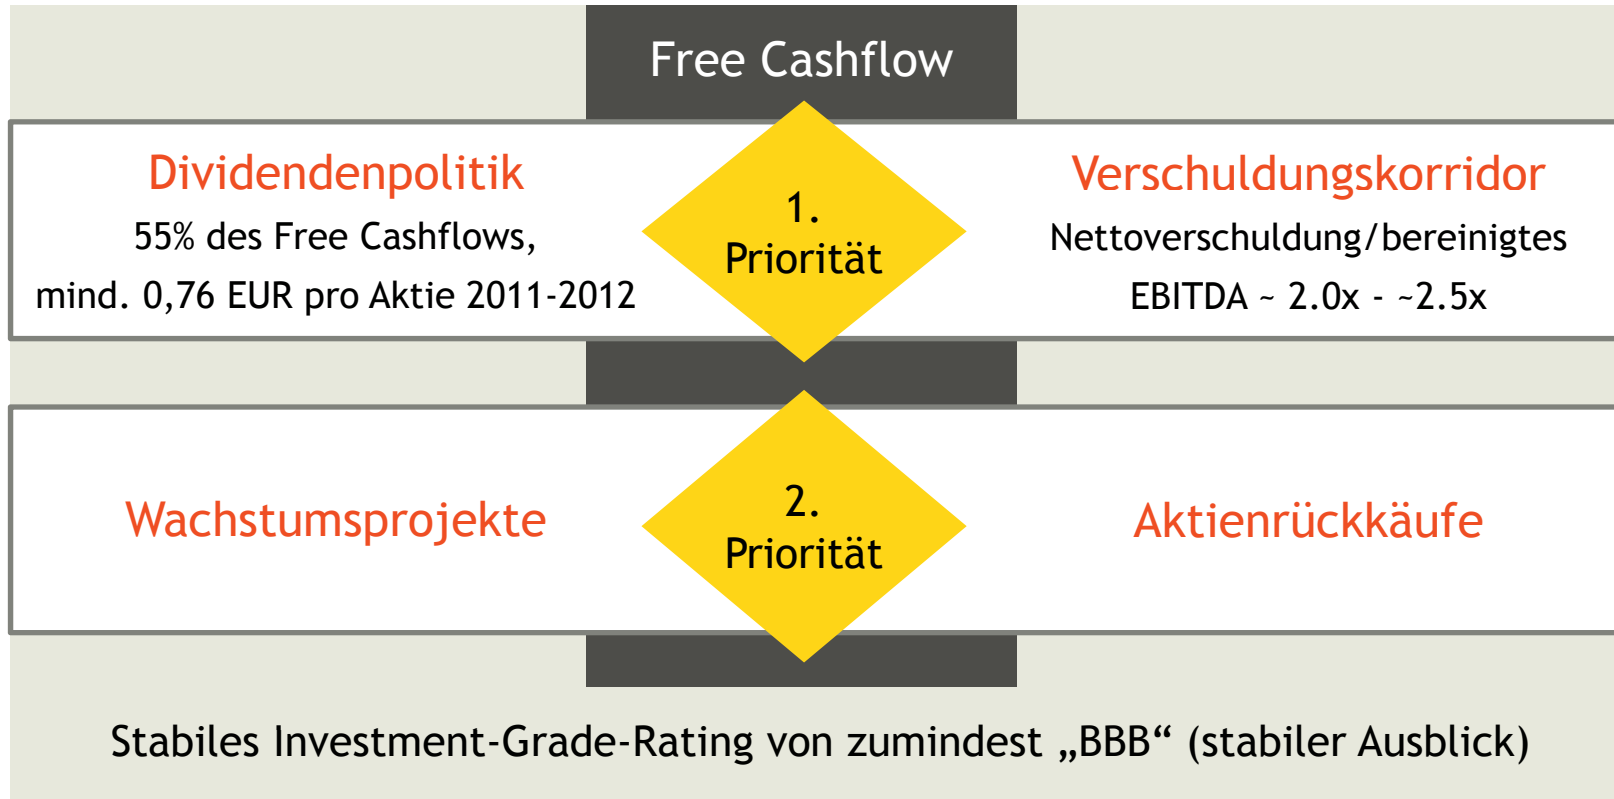 Free Cashflow
Dividendenpolitik
55% des Free Cashflows,
mind. 0,76 EUR pro Aktie 2011-2012
1.
Priorität
Verschuldungskorridor
Nettoverschuldung/bereinigtes
EBITDA ~ 2.0x - ~2.5x
Wachstumsprojekte
2.
Priorität
Aktienrückkäufe
Stabiles Investment-Grade-Rating von zumindest „BBB“ (stabiler Ausblick)